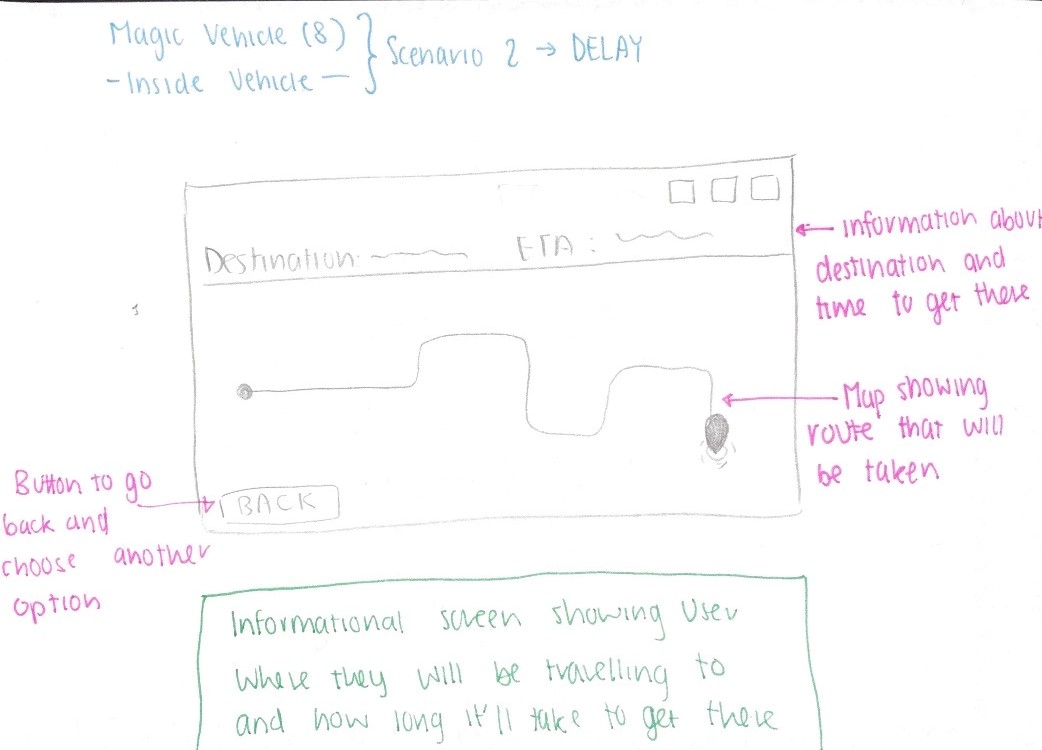 Magic Vehicle (8)
- Inside Vehicle -
Scenario 2 → DELAY
Destination:
ETA :
← Information about
destination and
time to get there
Map showing
route that will
be taken
Button to go
back and
choose another
option
BACK
Informational screen showing User
Where they will be travelling to
and how long it'll take to get there